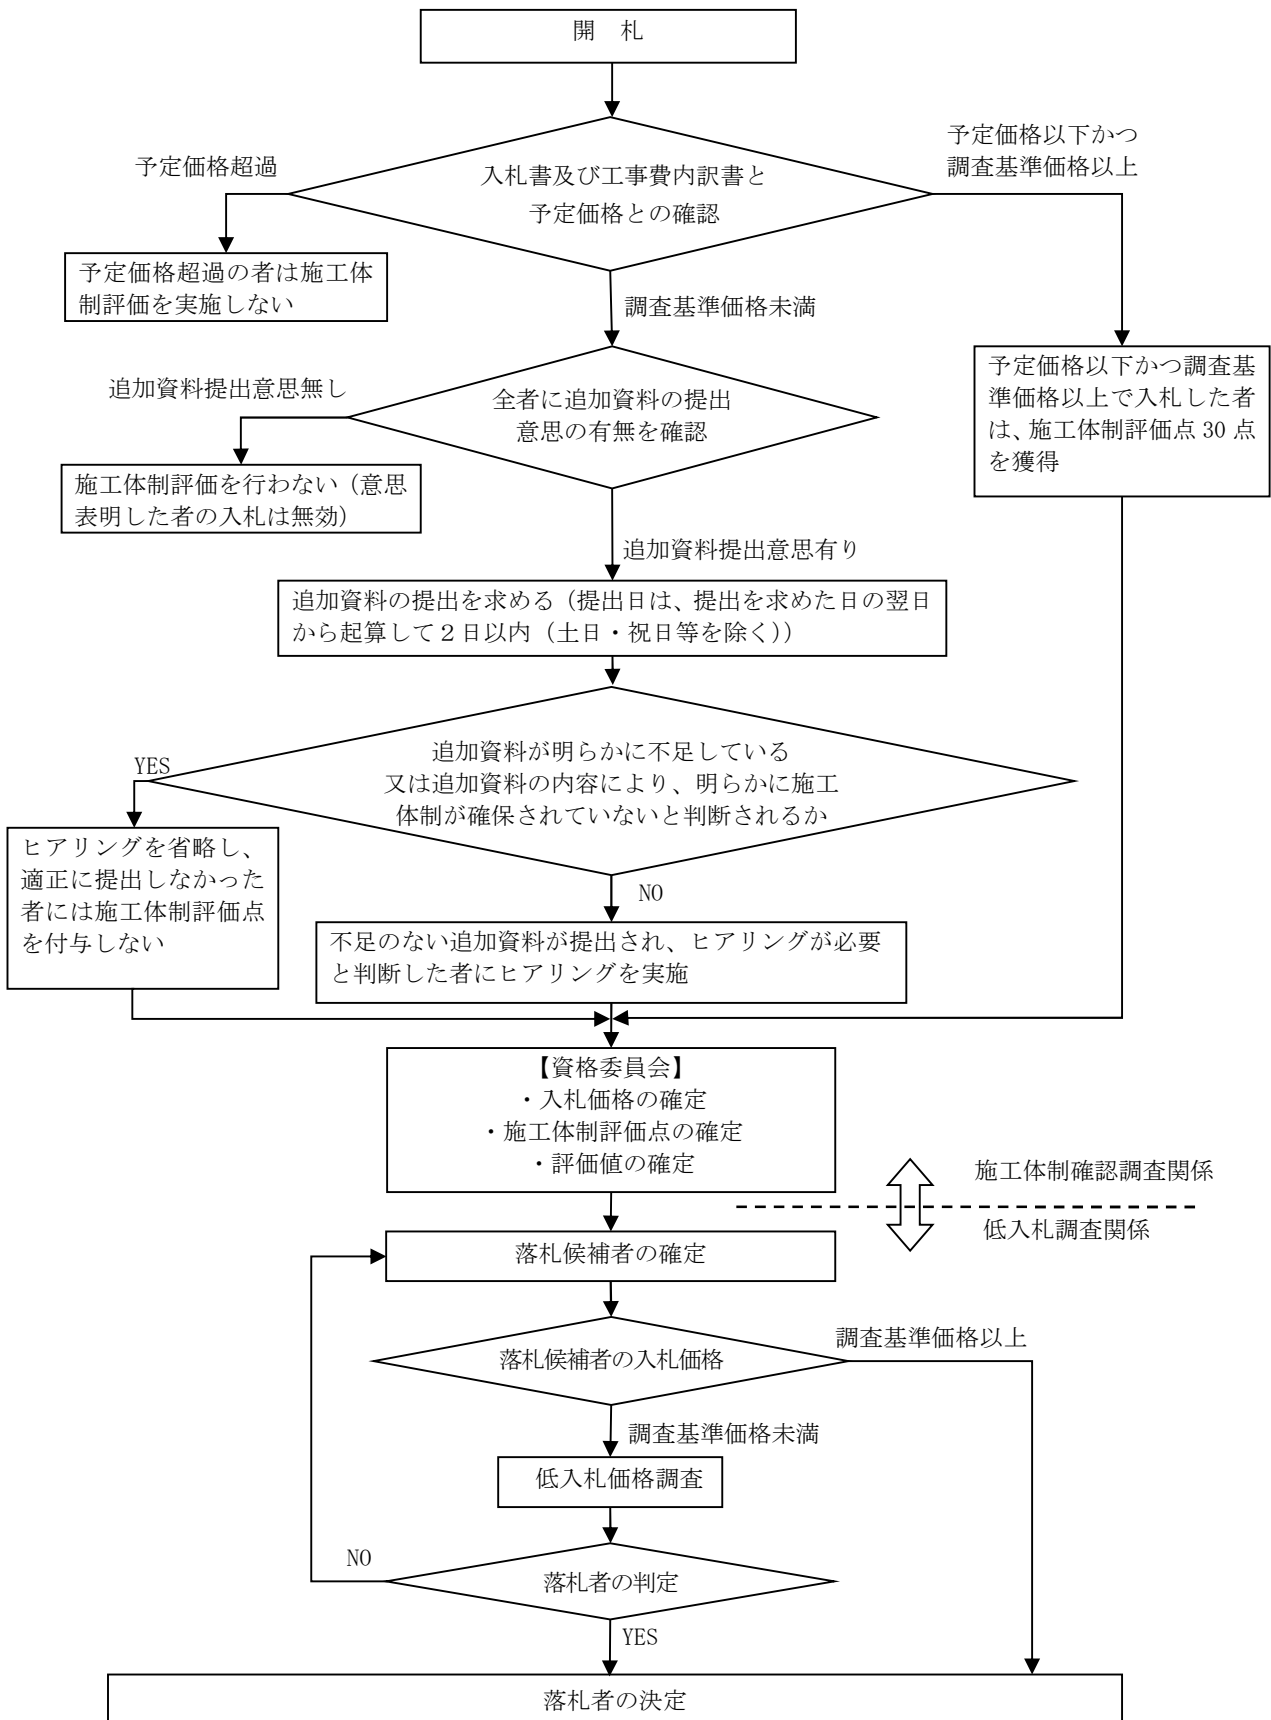 開　札
予定価格以下かつ
調査基準価格以上
予定価格超過
入札書及び工事費内訳書と
予定価格との確認
予定価格超過の者は施工体
制評価を実施しない
調査基準価格未満
予定価格以下かつ調査基
準価格以上で入札した者
は、施工体制評価点 30 点
を獲得
追加資料提出意思無し
全者に追加資料の提出
意思の有無を確認
施工体制評価を行わない（意思
表明した者の入札は無効）
追加資料提出意思有り
追加資料の提出を求める（提出日は、提出を求めた日の翌日
から起算して２日以内（土日・祝日等を除く））
YES
追加資料が明らかに不足している
又は追加資料の内容により、明らかに施工
体制が確保されていないと判断されるか
ヒアリングを省略し、
適正に提出しなかった
者には施工体制評価点
を付与しない
NO
不足のない追加資料が提出され、ヒアリングが必要
と判断した者にヒアリングを実施
【資格委員会】
・入札価格の確定
・施工体制評価点の確定
・評価値の確定
施工体制確認調査関係
低入札調査関係
落札候補者の確定
調査基準価格以上
落札候補者の入札価格
調査基準価格未満
低入札価格調査
NO
落札者の判定
YES
落札者の決定